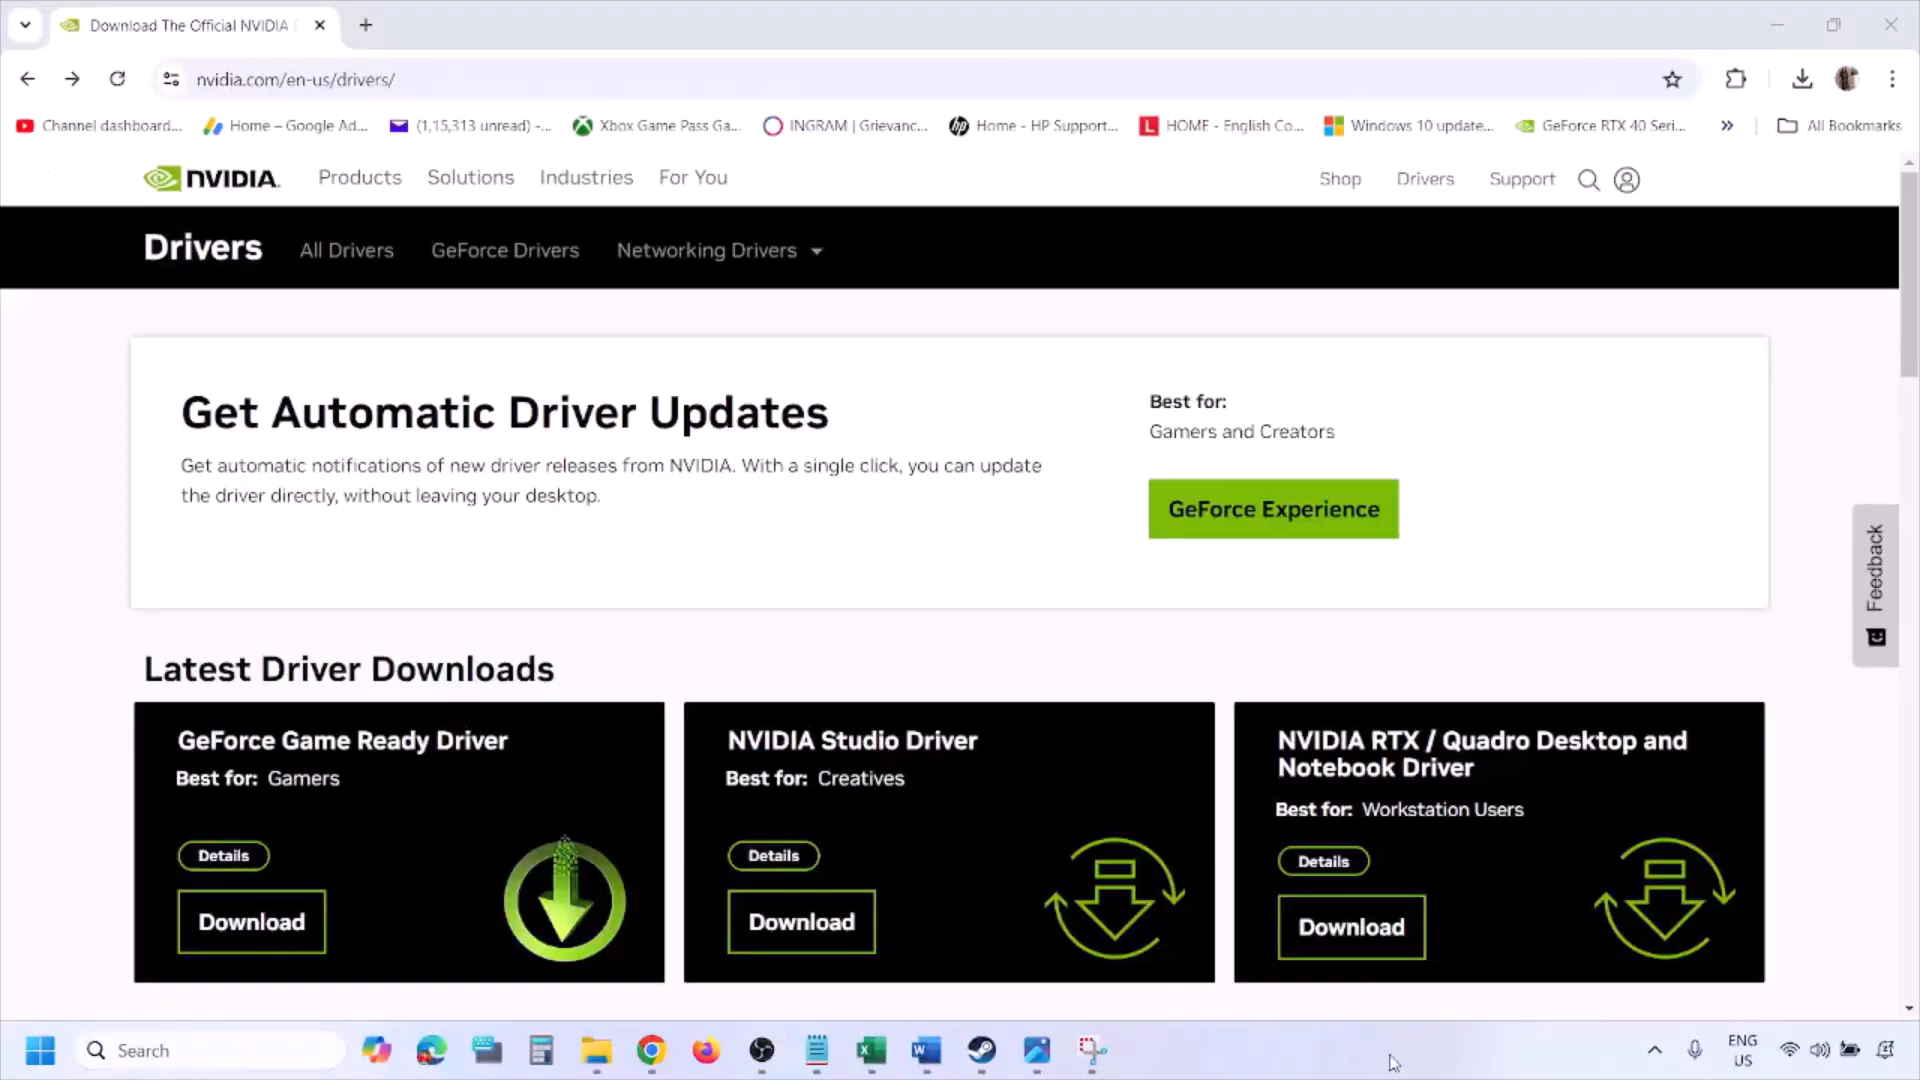 Download The Official NVIDIA
nvidia.com/en-us/drivers/
Channel dashboard...
Home – Google Ad...
(1,15,313 unread) -...
Xbox Game Pass Ga...
INGRAM | Grievanc...
Home - HP Support...
HOME - English Co...
Windows 10 update...
GeForce RTX 40 Seri...
All Bookmarks
NVIDIA.
Products
Solutions
Industries
For You
Shop
Drivers
Support
Drivers
All Drivers
GeForce Drivers
Networking Drivers
Get Automatic Driver Updates
Get automatic notifications of new driver releases from NVIDIA. With a single click, you can update
the driver directly, without leaving your desktop.
Best for:
Gamers and Creators
GeForce Experience
Feedback
Latest Driver Downloads
GeForce Game Ready Driver
Best for: Gamers
Details
Download
NVIDIA Studio Driver
Best for: Creatives
Details
Download
NVIDIA RTX / Quadro Desktop and
Notebook Driver
Best for: Workstation Users
Details
Download
Search
ENG
US